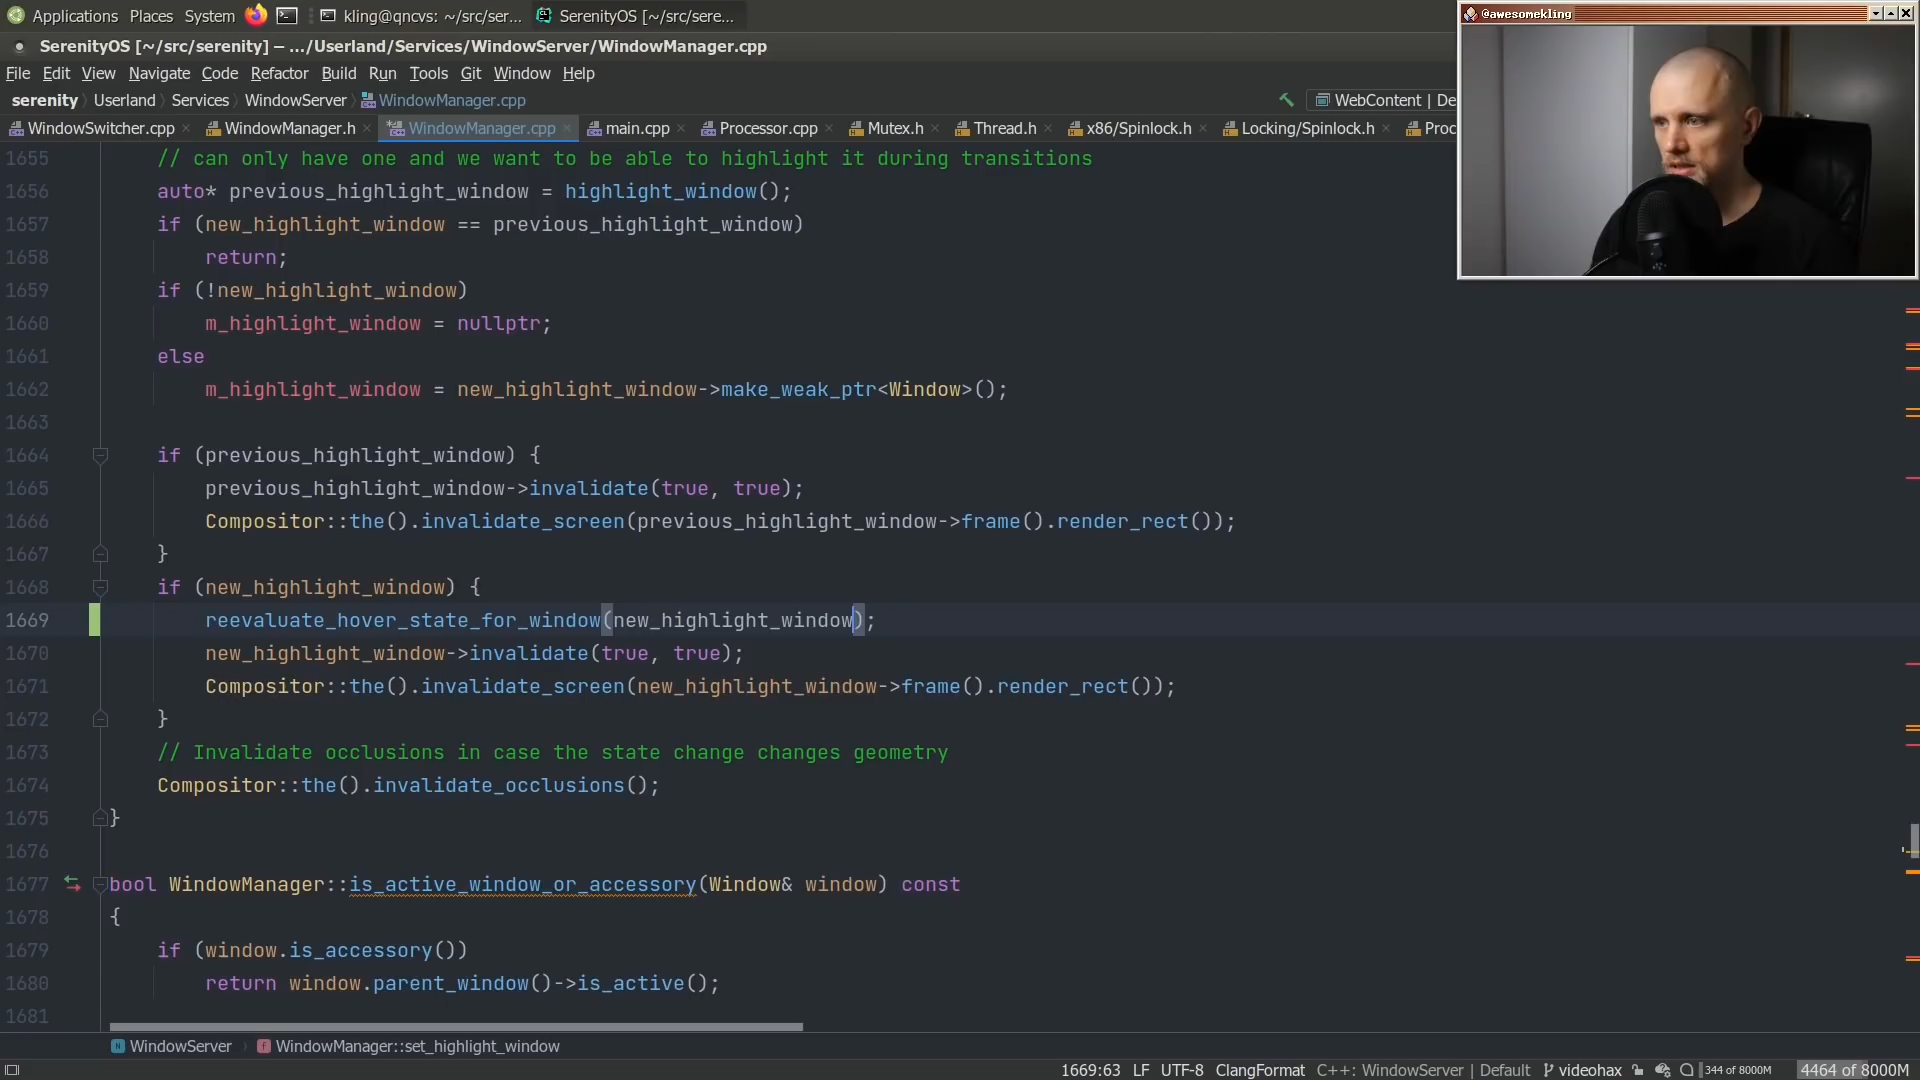 Applications Places System kling@qncvs: ~/src/ser... SerenityOS [~/src/sere...
@awesomekling
SerenityOS [~/src/serenity] – .../Userland/Services/WindowServer/WindowManager.cpp
File Edit View Navigate Code Refactor Build Run Tools Git Window Help
serenity Userland Services WindowServer WindowManager.cpp WebContent | De
WindowSwitcher.cpp WindowManager.h WindowManager.cpp main.cpp Processor.cpp Mutex.h Thread.h x86/Spinlock.h Locking/Spinlock.h Proc
1655 // can only have one and we want to be able to highlight it during transitions
1656 auto* previous_highlight_window = highlight_window();
1657 if (new_highlight_window == previous_highlight_window)
1658 return;
1659 if (!new_highlight_window)
1660 m_highlight_window = nullptr;
1661 else
1662 m_highlight_window = new_highlight_window->make_weak_ptr<Window>();
1663
1664 if (previous_highlight_window) {
1665 previous_highlight_window->invalidate(true, true);
1666 Compositor::the().invalidate_screen(previous_highlight_window->frame().render_rect());
1667 }
1668 if (new_highlight_window) {
1669 reevaluate_hover_state_for_window(new_highlight_window);
1670 new_highlight_window->invalidate(true, true);
1671 Compositor::the().invalidate_screen(new_highlight_window->frame().render_rect());
1672 }
1673 // Invalidate occlusions in case the state change changes geometry
1674 Compositor::the().invalidate_occlusions();
1675 }
1676
1677 bool WindowManager::is_active_window_or_accessory(Window& window) const
1678 {
1679 if (window.is_accessory())
1680 return window.parent_window()->is_active();
1681
WindowServer WindowManager::set_highlight_window
1669:63 LF UTF-8 ClangFormat C++: WindowServer | Default videohax 344 of 8000M 4464 of 8000M